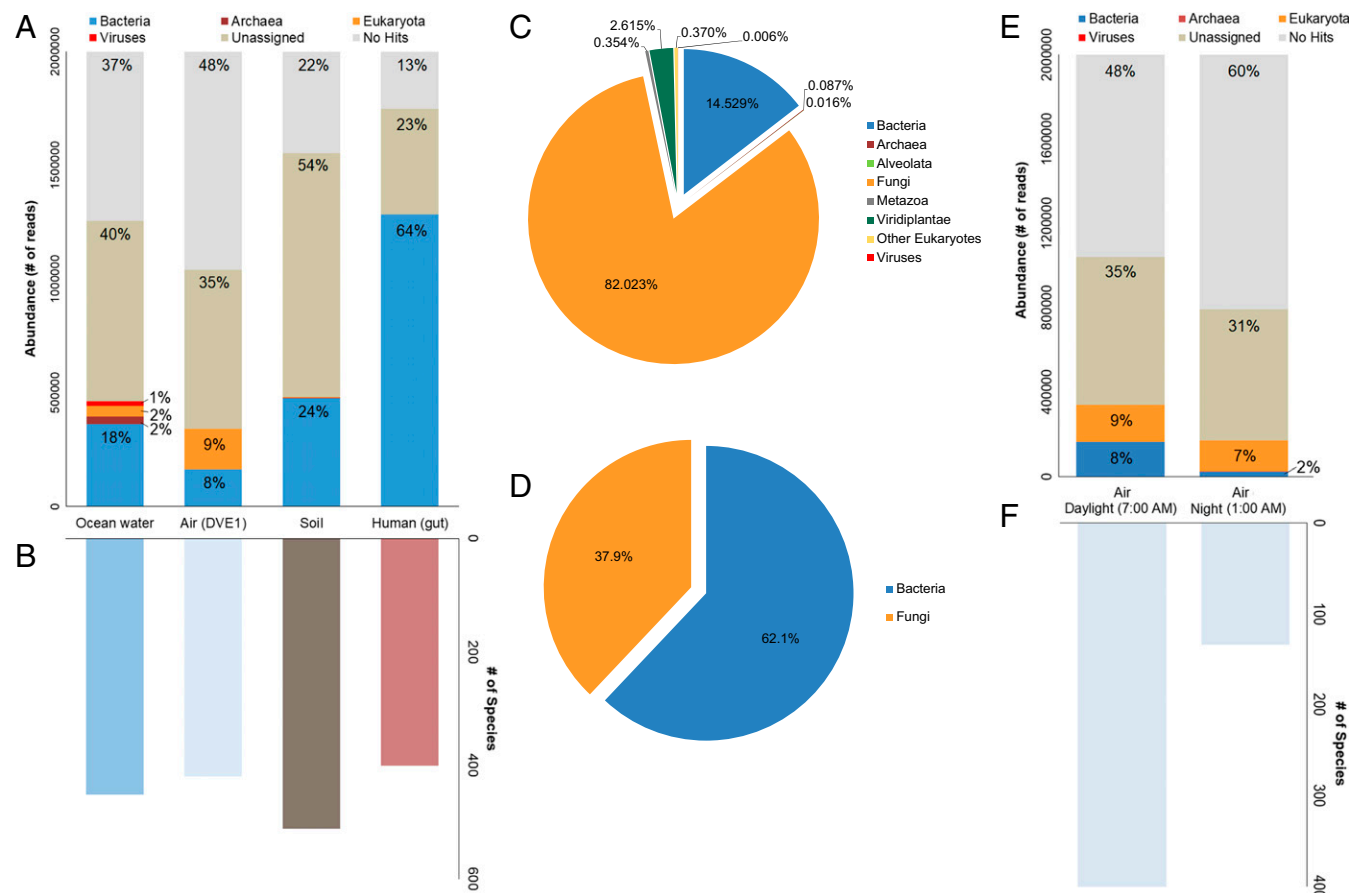 A
Bacteria Archaea Eukaryota
Viruses Unassigned No Hits
Abundance (# of reads)
2000000
1500000
1000000
500000
0
37% 48% 22% 13%
23%
54%
64%
40%
35%
1%
2%
2%
18%
9%
8%
24%
Ocean water Air (DVE1) Soil Human (gut)
B
0
200
400
600
# of Species
C
2.615% 0.370% 0.006%
0.354%
0.087%
0.016%
14.529%
82.023%
Bacteria
Archaea
Alveolata
Fungi
Metazoa
Viridiplantae
Other Eukaryotes
Viruses
D
37.9%
62.1%
Bacteria
Fungi
E
Bacteria Archaea Eukaryota
Viruses Unassigned No Hits
Abundance (# of reads)
2000000
1600000
1200000
800000
400000
0
48% 60%
35%
31%
9%
7%
8%
2%
Air Air
Daylight (7:00 AM) Night (1:00 AM)
F
0
100
200
300
400
# of Species